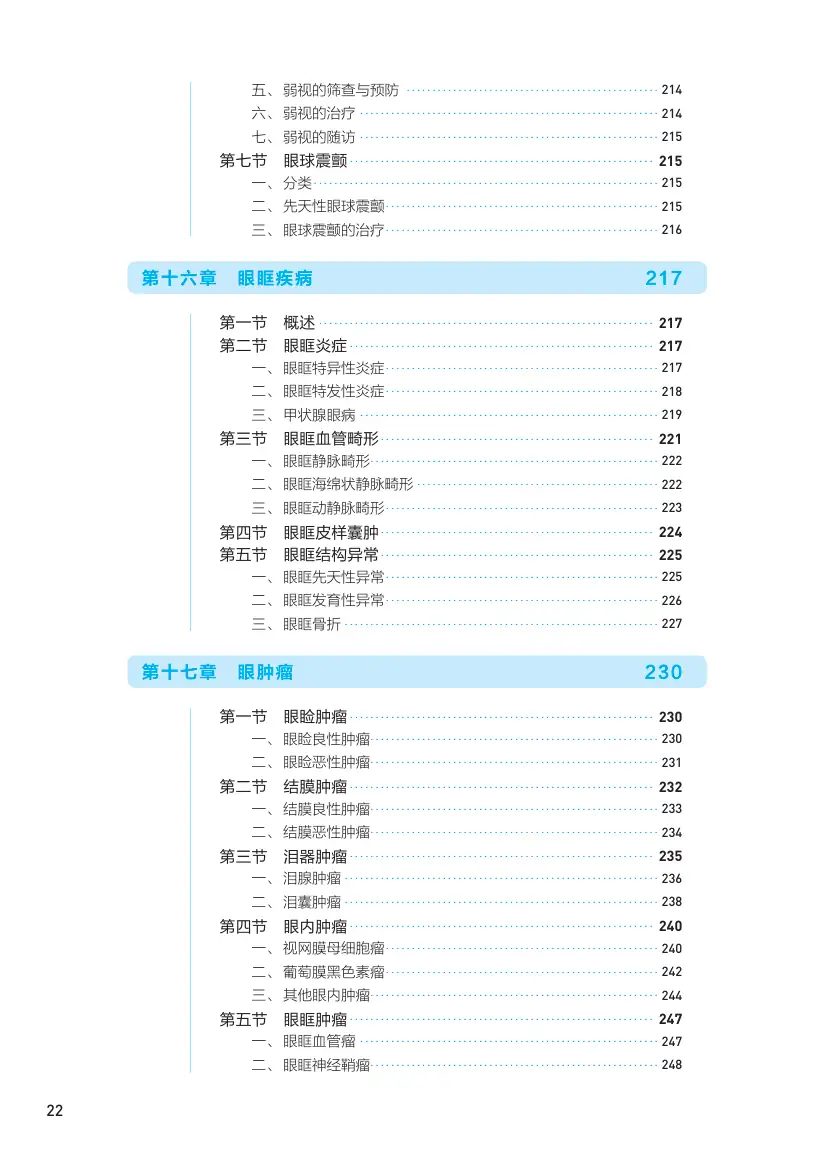 五、弱视的筛查与预防 214
六、弱视的治疗 214
七、弱视的随访 215
第七节 眼球震颤 215
一、分类 215
二、先天性眼球震颤 215
三、眼球震颤的治疗 216
第十六章 眼眶疾病 217
第一节 概述 217
第二节 眼眶炎症 217
一、眼眶特异性炎症 217
二、眼眶特发性炎症 218
三、甲状腺眼病 219
第三节 眼眶血管畸形 221
一、眼眶静脉畸形 222
二、眼眶海绵状静脉畸形 222
三、眼眶动静脉畸形 223
第四节 眼眶皮样囊肿 224
第五节 眼眶结构异常 225
一、眼眶先天性异常 225
二、眼眶发育性异常 226
三、眼眶骨折 227
第十七章 眼肿瘤 230
第一节 眼睑肿瘤 230
一、眼睑良性肿瘤 230
二、眼睑恶性肿瘤 231
第二节 结膜肿瘤 232
一、结膜良性肿瘤 233
二、结膜恶性肿瘤 234
第三节 泪器肿瘤 235
一、泪腺肿瘤 236
二、泪囊肿瘤 238
第四节 眼内肿瘤 240
一、视网膜母细胞瘤 240
二、葡萄膜黑色素瘤 242
三、其他眼内肿瘤 244
第五节 眼眶肿瘤 247
一、眼眶血管瘤 247
二、眼眶神经鞘瘤 248
22